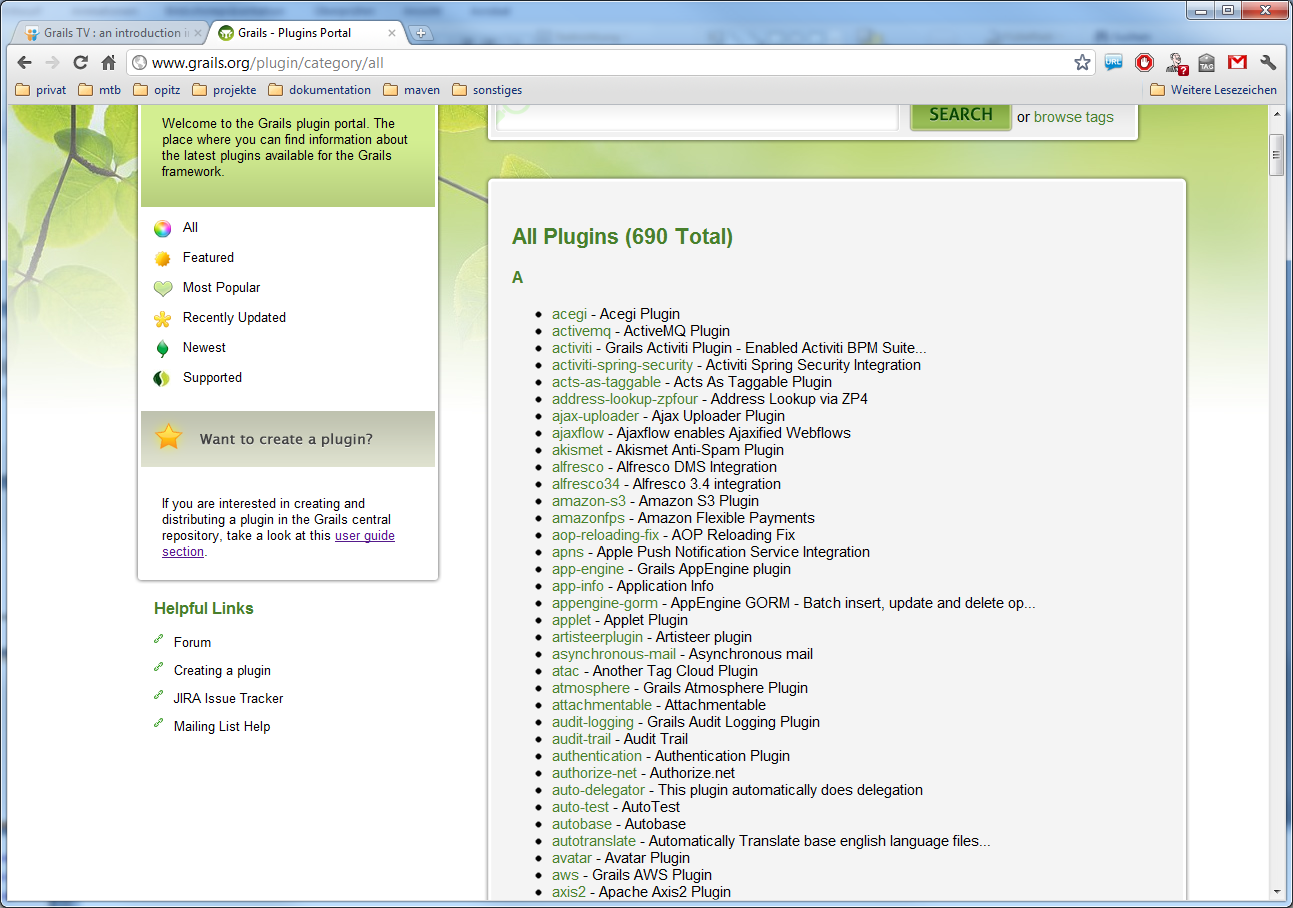 Grails TV : an introduction i
Grails - Plugins Portal
www.grails.org/plugin/category/all
URL
?
TAG
privat
mtb
opitz
projekte
dokumentation
maven
sonstiges
Weitere Lesezeichen
Welcome to the Grails plugin portal. The
place where you can find information about
the latest plugins available for the Grails
framework.
All
Featured
Most Popular
Recently Updated
Newest
Supported
Want to create a plugin?
If you are interested in creating and
distributing a plugin in the Grails central
repository, take a look at this user guide
section.
Helpful Links
Forum
Creating a plugin
JIRA Issue Tracker
Mailing List Help
SEARCH or browse tags
All Plugins (690 Total)
A
acegi - Acegi Plugin
activemq - ActiveMQ Plugin
activiti - Grails Activiti Plugin - Enabled Activiti BPM Suite...
activiti-spring-security - Activiti Spring Security Integration
acts-as-taggable - Acts As Taggable Plugin
address-lookup-zpfour - Address Lookup via ZP4
ajax-uploader - Ajax Uploader Plugin
ajaxflow - Ajaxflow enables Ajaxified Webflows
akismet - Akismet Anti-Spam Plugin
alfresco - Alfresco DMS Integration
alfresco34 - Alfresco 3.4 integration
amazon-s3 - Amazon S3 Plugin
amazonfps - Amazon Flexible Payments
aop-reloading-fix - AOP Reloading Fix
apns - Apple Push Notification Service Integration
app-engine - Grails AppEngine plugin
app-info - Application Info
appengine-gorm - AppEngine GORM - Batch insert, update and delete op...
applet - Applet Plugin
artisteerplugin - Artisteer plugin
asynchronous-mail - Asynchronous mail
atac - Another Tag Cloud Plugin
atmosphere - Grails Atmosphere Plugin
attachmentable - Attachmentable
audit-logging - Grails Audit Logging Plugin
audit-trail - Audit Trail
authentication - Authentication Plugin
authorize-net - Authorize.net
auto-delegator - This plugin automatically does delegation
auto-test - AutoTest
autobase - Autobase
autotranslate - Automatically Translate base english language files...
avatar - Avatar Plugin
aws - Grails AWS Plugin
axis2 - Apache Axis2 Plugin